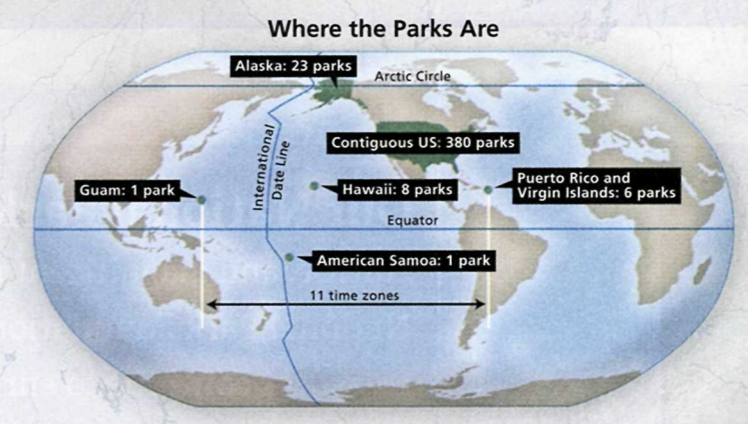 Where the Parks Are
Alaska: 23 parks
Arctic Circle
International
Date Line
Contiguous US: 380 parks
Guam: 1 park
Hawaii: 8 parks
Puerto Rico and
Virgin Islands: 6 parks
Equator
American Samoa: 1 park
11 time zones